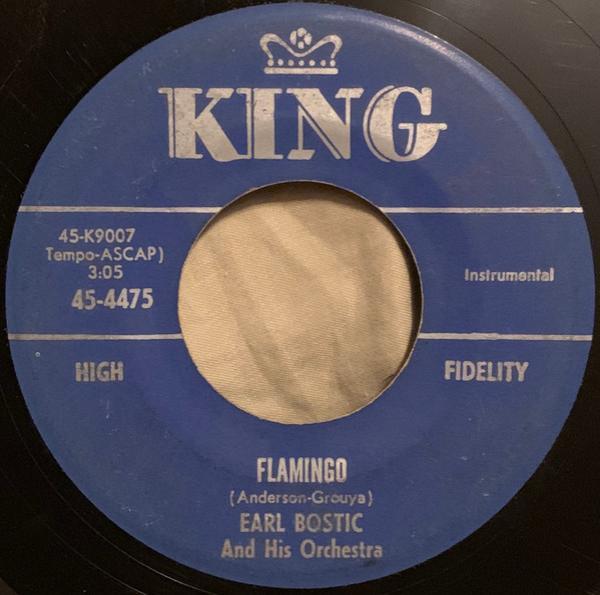 KING
45-K9007
Tempo-ASCAP)
3:05
45-4475
Instrumental
HIGH FIDELITY
FLAMINGO
(Anderson-Grouya)
EARL BOSTIC
And His Orchestra